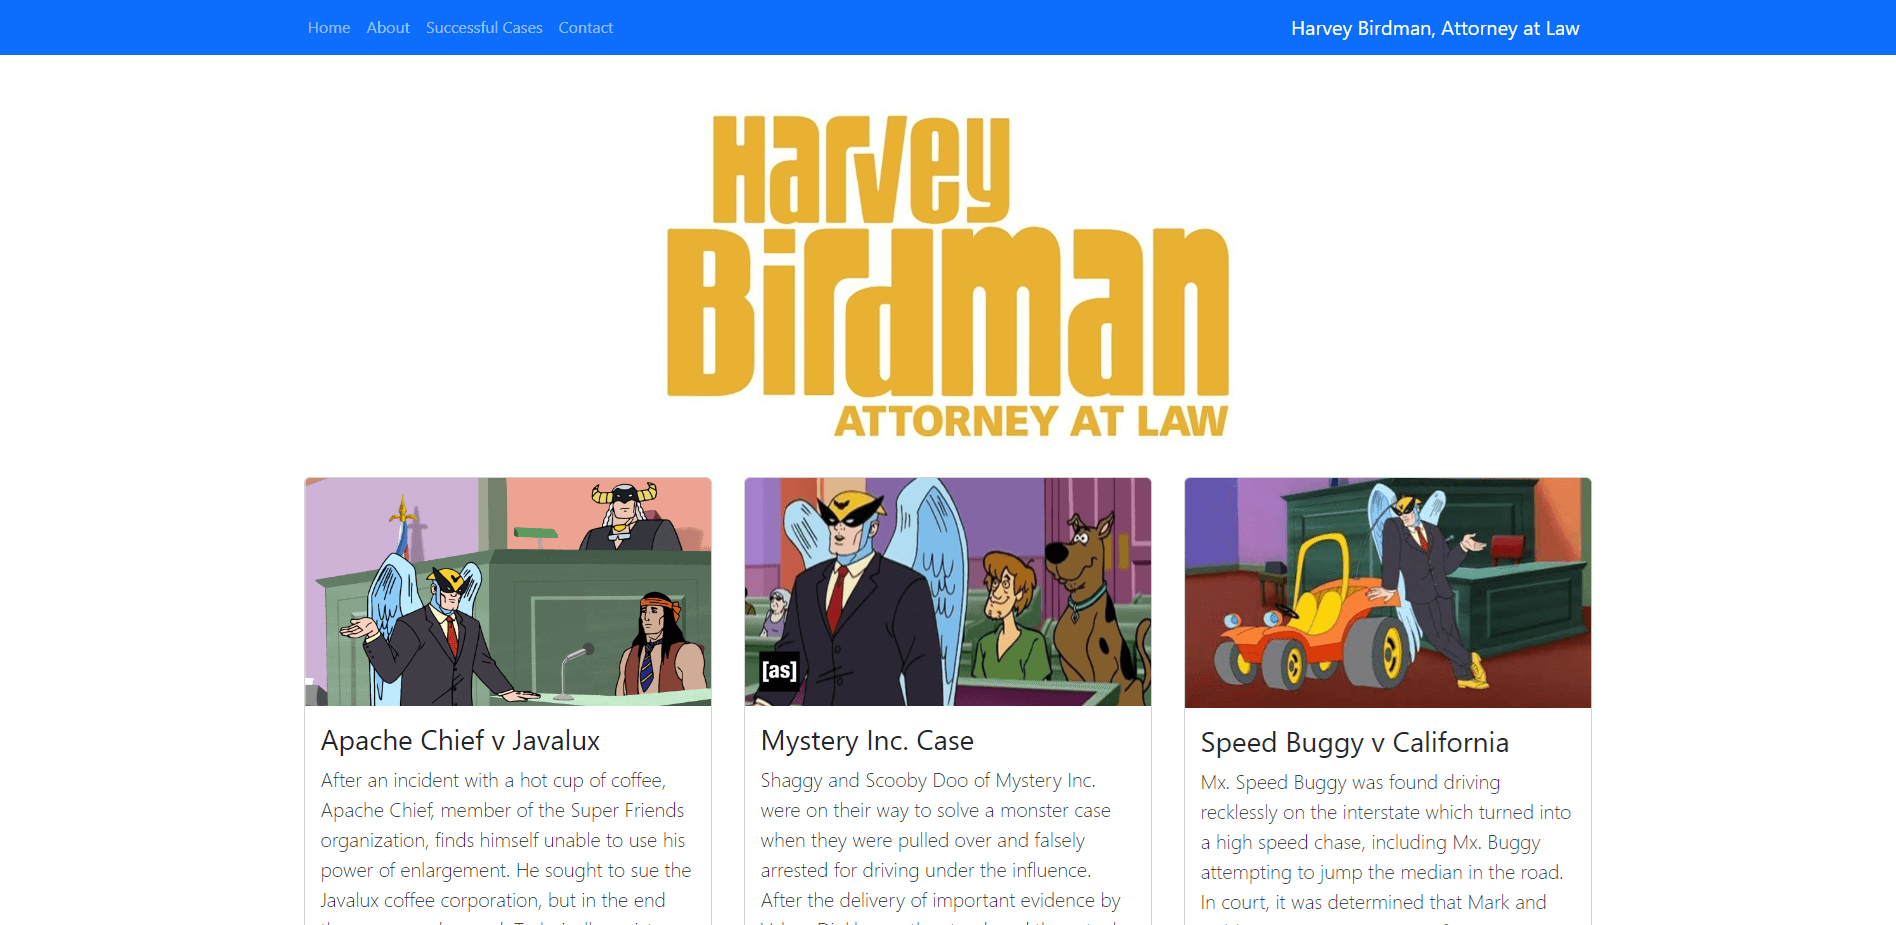 Home About Successful Cases Contact Harvey Birdman, Attorney at Law
Harvey
Birdman
ATTORNEY AT LAW
[as]
Apache Chief v Javalux
After an incident with a hot cup of coffee,
Apache Chief, member of the Super Friends
organization, finds himself unable to use his
power of enlargement. He sought to sue the
Javalux coffee corporation, but in the end
Mystery Inc. Case
Shaggy and Scooby Doo of Mystery Inc.
were on their way to solve a monster case
when they were pulled over and falsely
arrested for driving under the influence.
After the delivery of important evidence by
Speed Buggy v California
Mx. Speed Buggy was found driving
recklessly on the interstate which turned into
a high speed chase, including Mx. Buggy
attempting to jump the median in the road.
In court, it was determined that Mark and